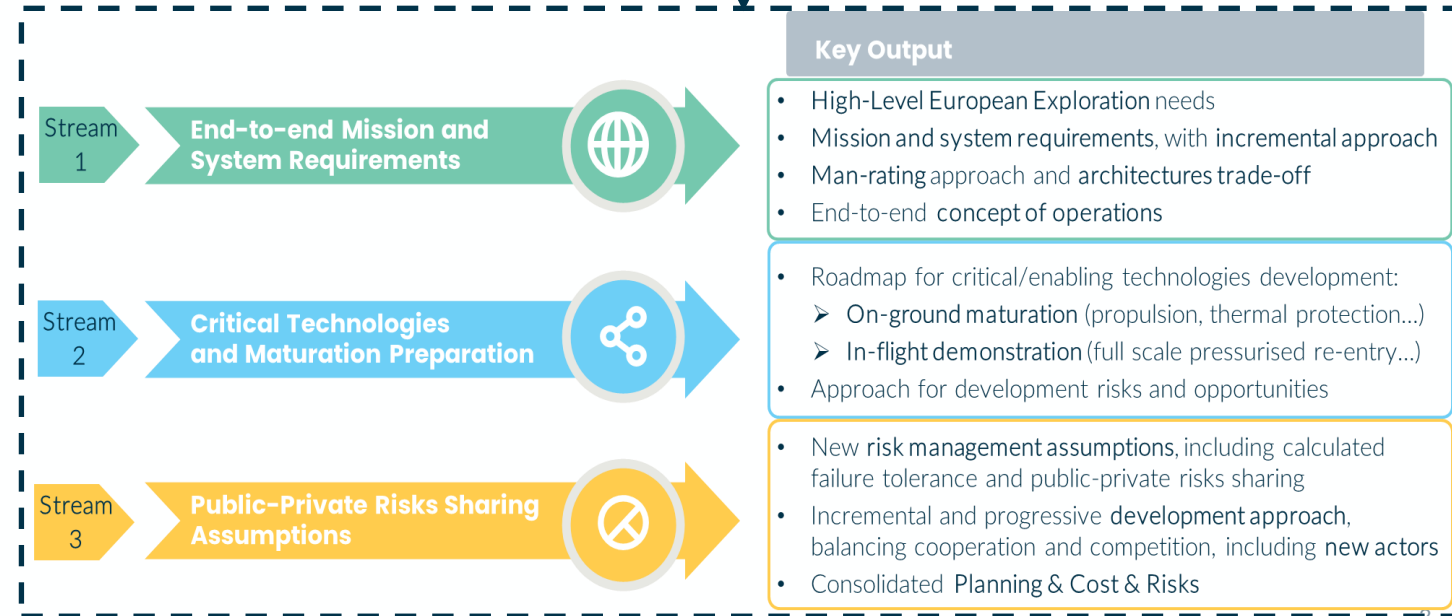 Key Output
Stream
1
End-to-end Mission and
System Requirements
• High-Level European Exploration needs
• Mission and system requirements, with incremental approach
• Man-rating approach and architectures trade-off
• End-to-end concept of operations
Stream
2
Critical Technologies
and Maturation Preparation
• Roadmap for critical/enabling technologies development:
➢ On-ground maturation (propulsion, thermal protection...)
➢ In-flight demonstration (full scale pressurised re-entry...)
• Approach for development risks and opportunities
Stream
3
Public-Private Risks Sharing
Assumptions
• New risk management assumptions, including calculated
failure tolerance and public-private risks sharing
• Incremental and progressive development approach,
balancing cooperation and competition, including new actors
• Consolidated Planning & Cost & Risks